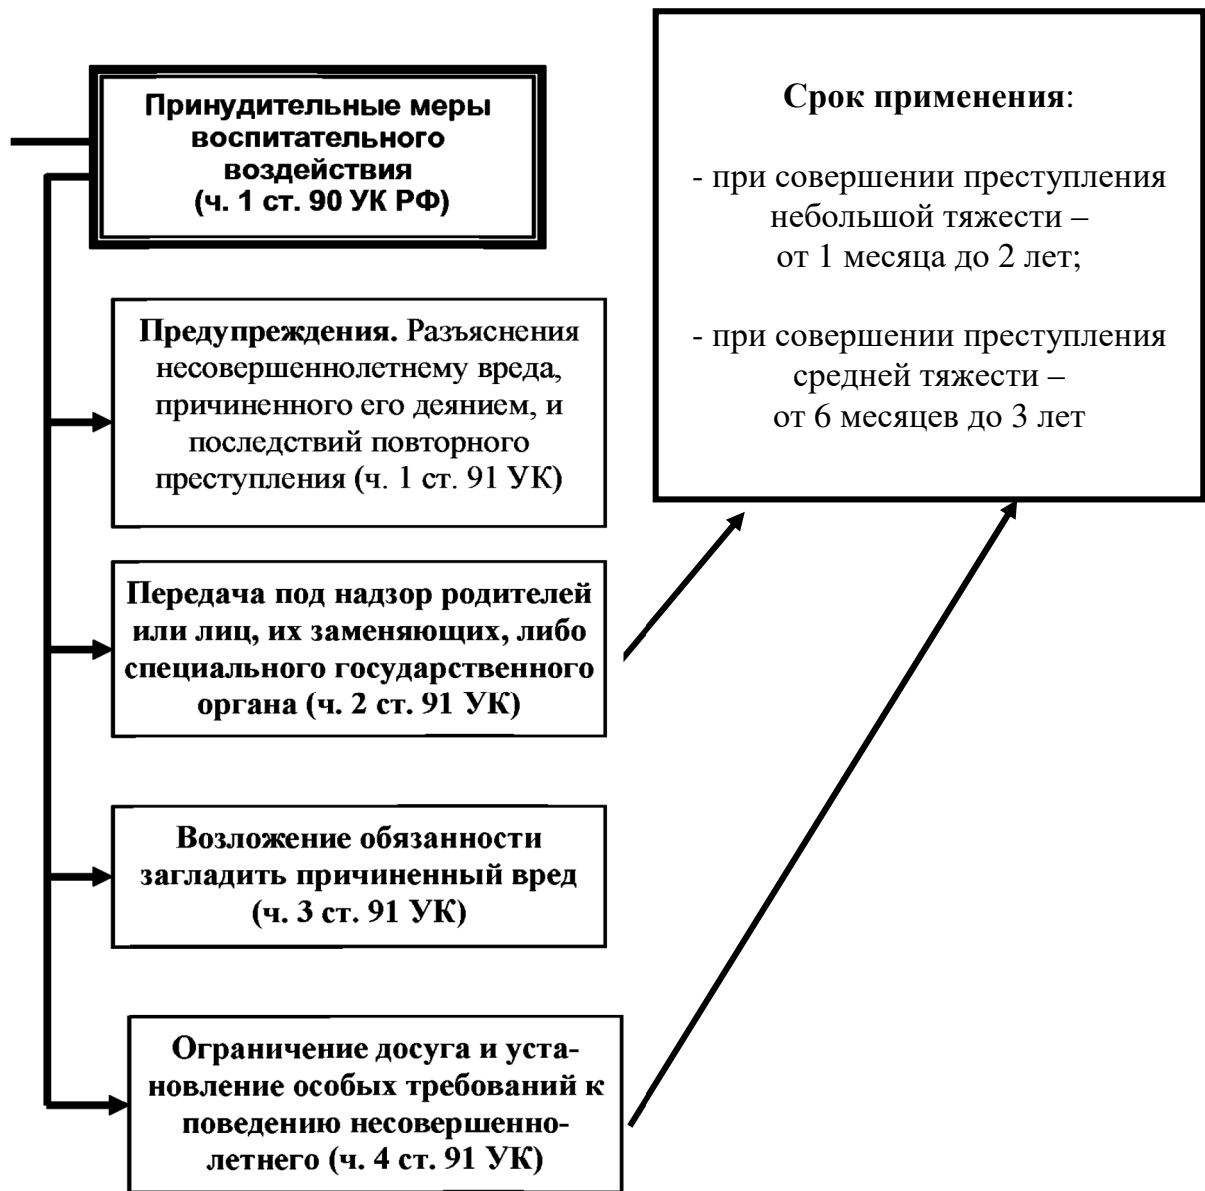 Принудительные меры
воспитательного
воздействия
(ч. 1 ст. 90 УК РФ)
Предупреждения. Разъяснения
несовершеннолетнему вреда,
причиненного его деянием, и
последствий повторного
преступления (ч. 1 ст. 91 УК)
Передача под надзор родителей
или лиц, их заменяющих, либо
специального государственного
органа (ч. 2 ст. 91 УК)
Возложение обязанности
загладить причиненный вред
(ч. 3 ст. 91 УК)
Ограничение досуга и уста-
новление особых требований к
поведению несовершенно-
летнего (ч. 4 ст. 91 УК)
Срок применения:
- при совершении преступления
небольшой тяжести –
от 1 месяца до 2 лет;
- при совершении преступления
средней тяжести –
от 6 месяцев до 3 лет